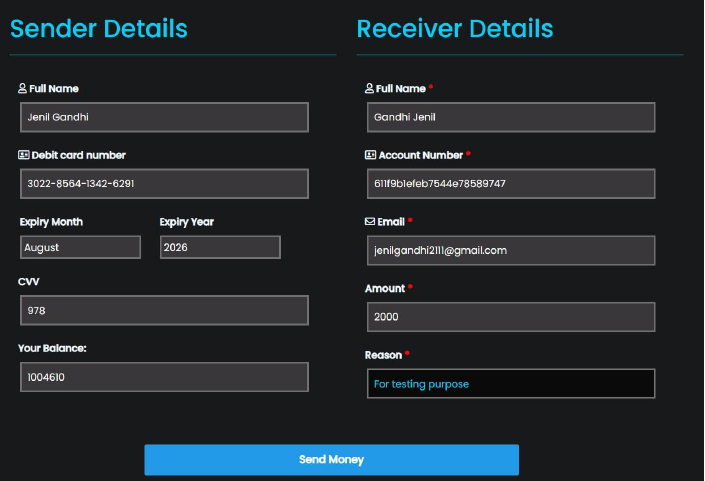 Sender Details
Full Name
Jenil Gandhi
Debit card number
3022-8564-1342-6291
Expiry Month Expiry Year
August 2026
CVV
978
Your Balance:
1004610
Receiver Details
Full Name *
Gandhi Jenil
Account Number *
611f9b1efeb7544e78589747
Email *
jenilgandhi2111@gmail.com
Amount *
2000
Reason *
For testing purpose
Send Money